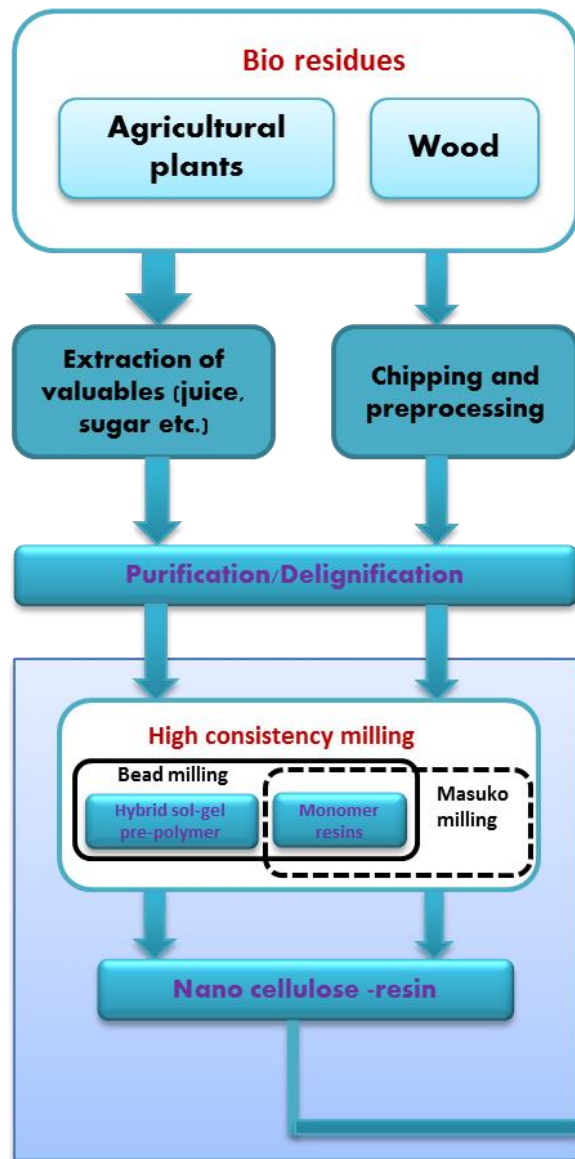 Bio residues
Agricultural
plants
Wood
Extraction of
valuables (juice,
sugar etc.)
Chipping and
preprocessing
Purification/Delignification
High consistency milling
Bead milling
Hybrid sol-gel
pre-polymer
Monomer
resins
Masuko
milling
Nano cellulose -resin